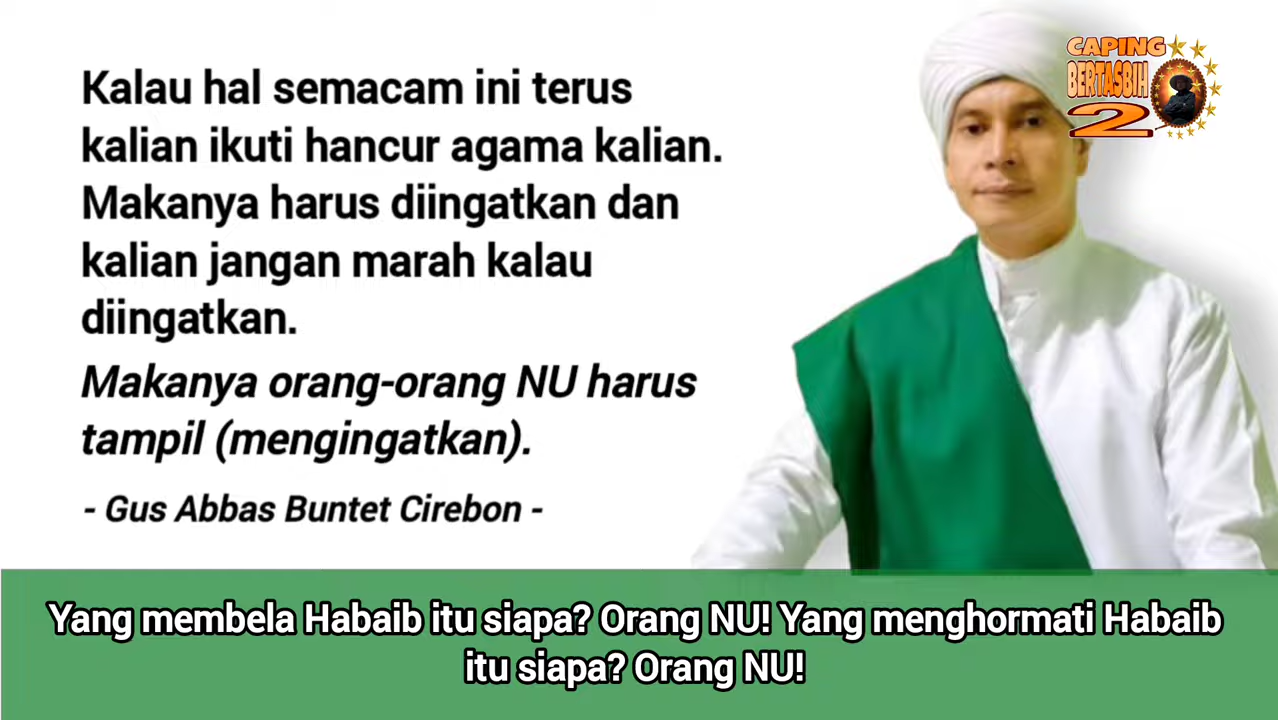 Kalau hal semacam ini terus
kalian ikuti hancur agama kalian.
Makanya harus diingatkan dan
kalian jangan marah kalau
diingatkan.
Makanya orang-orang NU harus
tampil (mengingatkan).
- Gus Abbas Buntet Cirebon -
CAPING
BERTASBIH
2
Yang membela Habaib itu siapa? Orang NU! Yang menghormati Habaib
itu siapa? Orang NU!